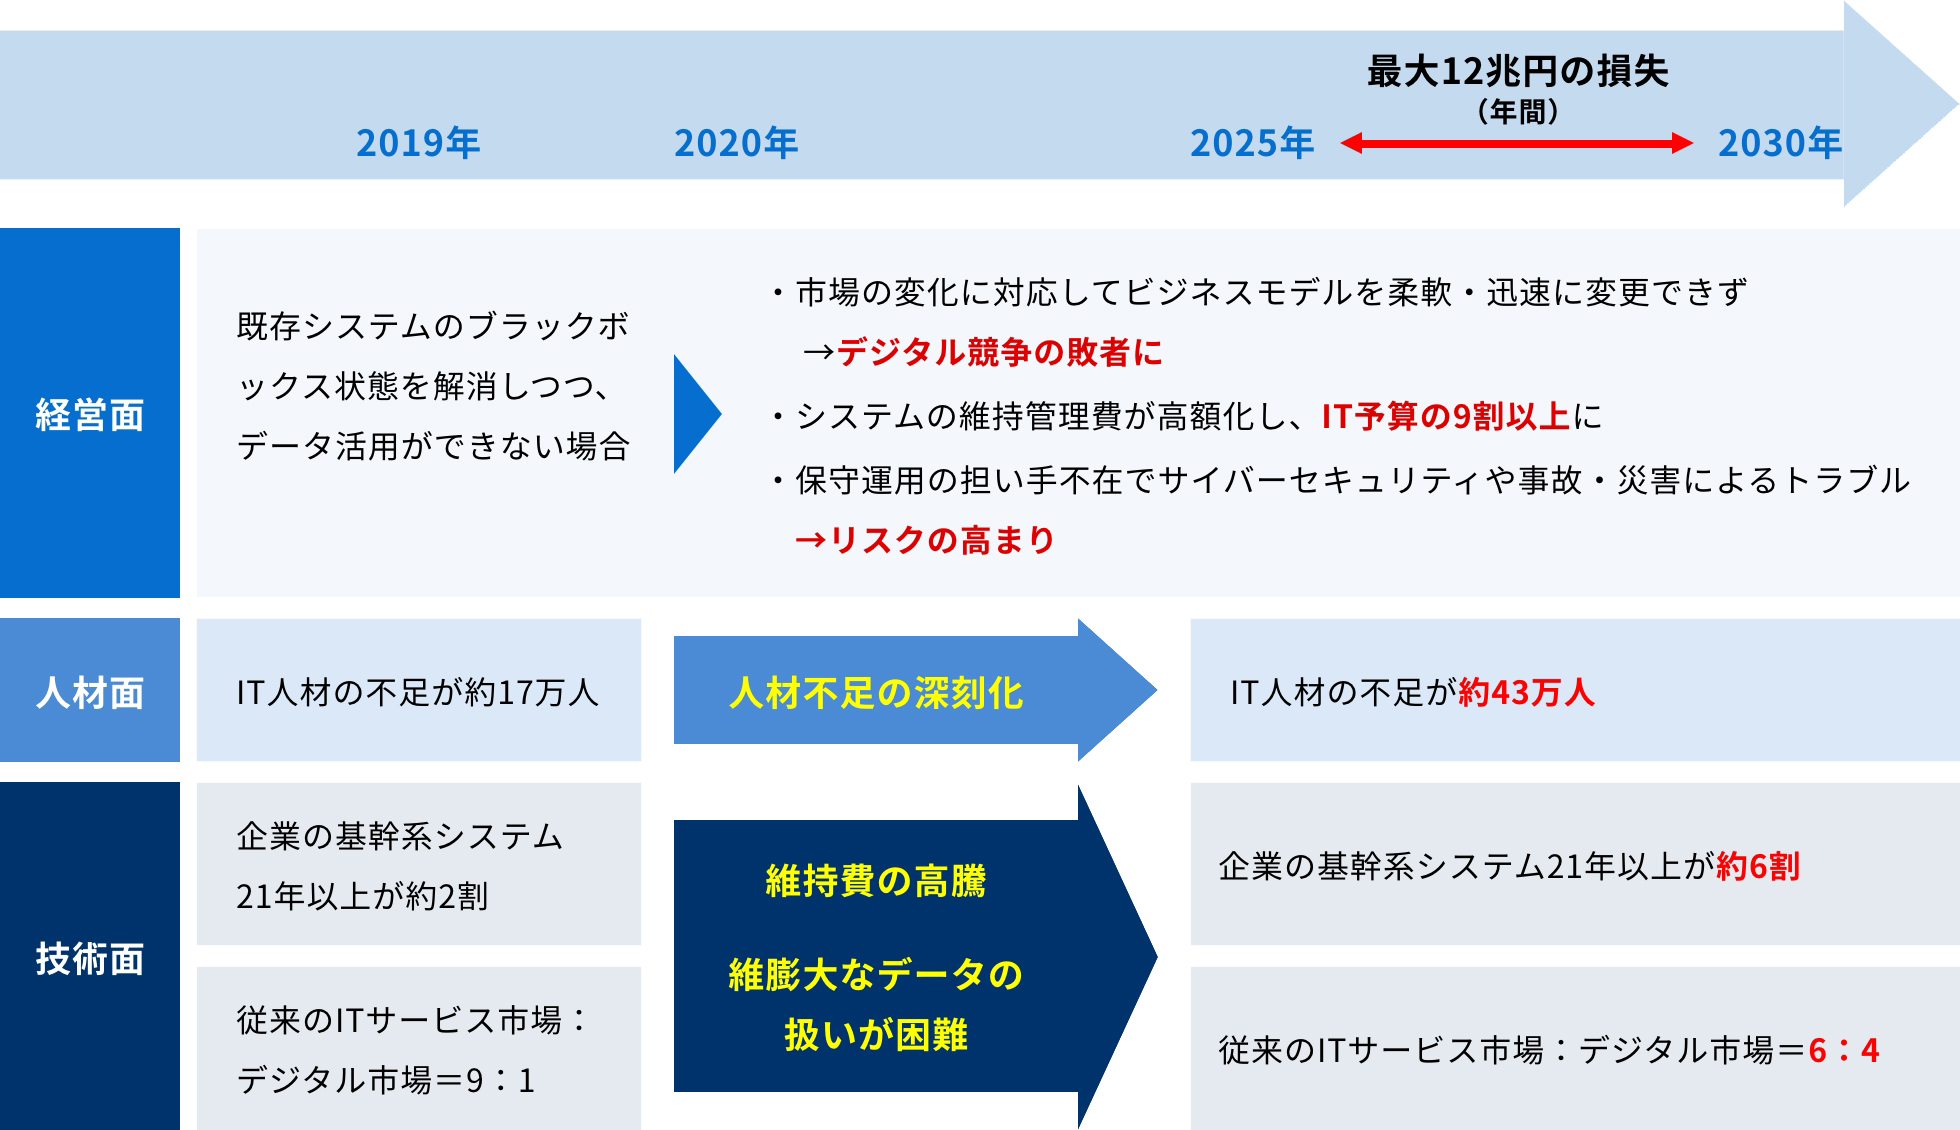 最大12兆円の損失
（年間）
2019年
2020年
2025年
2030年
経営面
既存システムのブラックボ
ックス状態を解消しつつ、
データ活用ができない場合
・市場の変化に対応してビジネスモデルを柔軟・迅速に変更できず
→デジタル競争の敗者に
・システムの維持管理費が高額化し、IT予算の9割以上に
・保守運用の担い手不在でサイバーセキュリティや事故・災害によるトラブル
→リスクの高まり
人材面
IT人材の不足が約17万人
人材不足の深刻化
IT人材の不足が約43万人
技術面
企業の基幹系システム
21年以上が約2割
従来のITサービス市場：
デジタル市場＝9：1
維持費の高騰
維膨大なデータの
扱いが困難
企業の基幹系システム21年以上が約6割
従来のITサービス市場：デジタル市場＝6：4